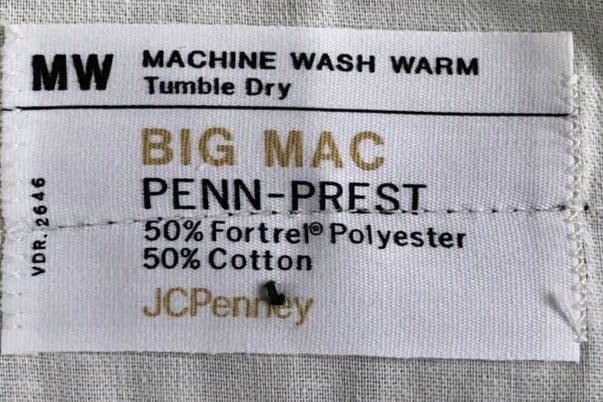 MW MACHINE WASH WARM
Tumble Dry
BIG MAC
PENN-PREST
50% Fortrel® Polyester
50% Cotton
JCPenney
VDR. 2646